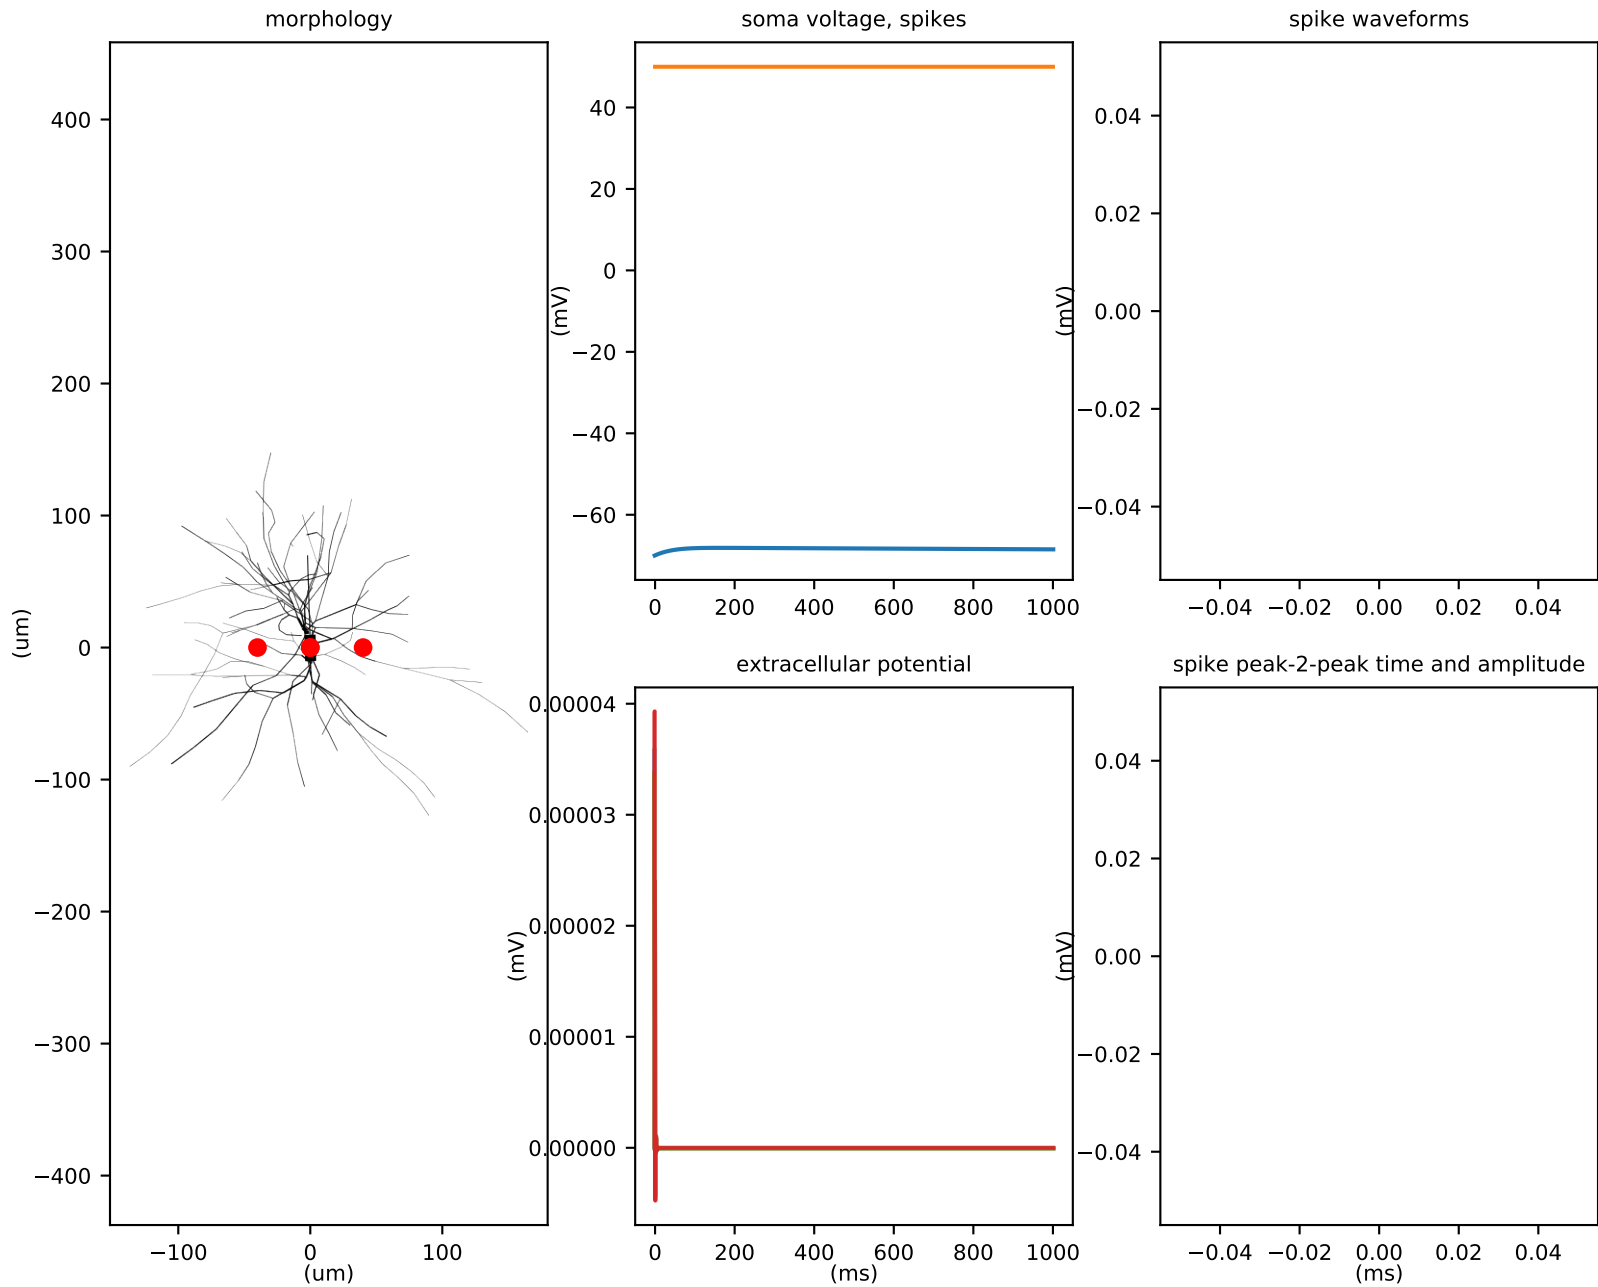 morphology
400
300
200
100
0
−100
−200
−300
−400
(um)
−100 0 100
(um)
soma voltage, spikes
40
20
0
−20
−40
−60
(mV)
0 200 400 600 800 1000
spike waveforms
0.04
0.02
0.00
−0.02
−0.04
(mV)
−0.04 −0.02 0.00 0.02 0.04
extracellular potential
0.00004
0.00003
0.00002
0.00001
0.00000
(mV)
0 200 400 600 800 1000
(ms)
spike peak-2-peak time and amplitude
0.04
0.02
0.00
−0.02
−0.04
(mV)
−0.04 −0.02 0.00 0.02 0.04
(ms)